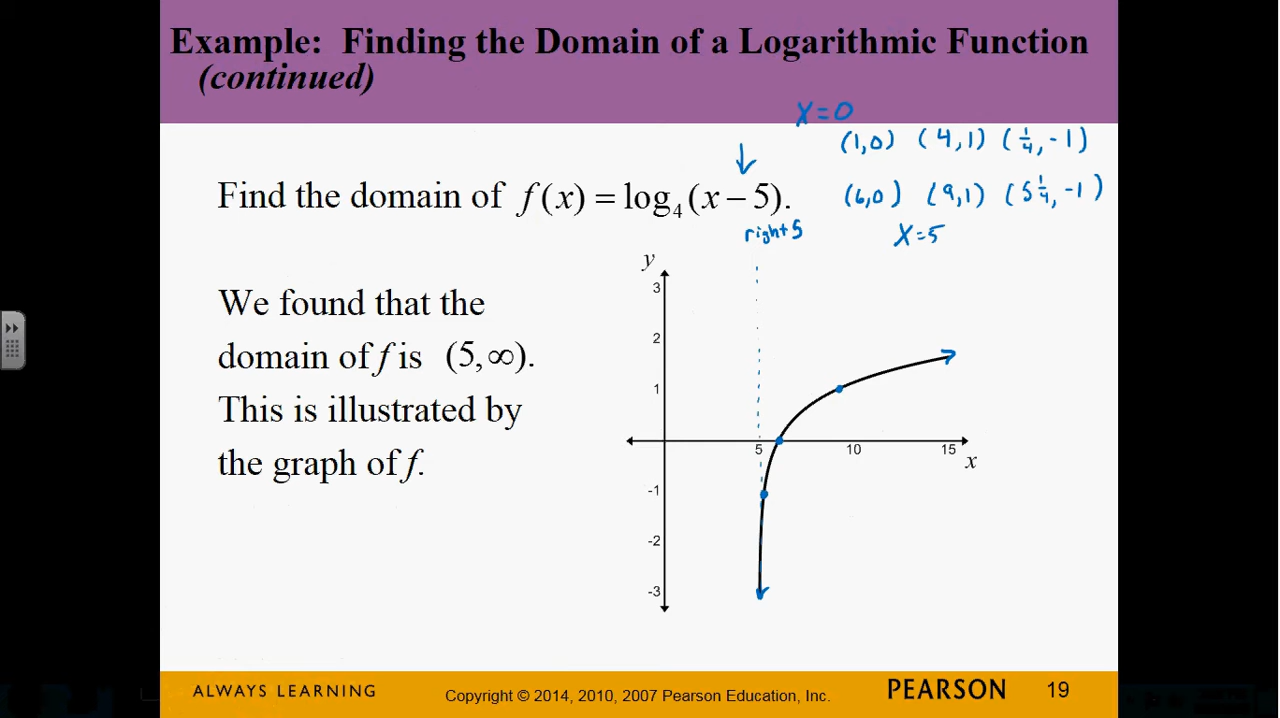 Example: Finding the Domain of a Logarithmic Function
(continued)
x=0
(1,0) (4,1) (1/4,-1)
Find the domain of f(x) = log₄(x − 5).
(6,0) (9,1) (5 1/4,-1)
right 5
x=5
y
We found that the
domain of f is (5,∞).
This is illustrated by
the graph of f.
3
2
1
5 10 15
x
-1
-2
-3
ALWAYS LEARNING
Copyright © 2014, 2010, 2007 Pearson Education, Inc.
PEARSON
19